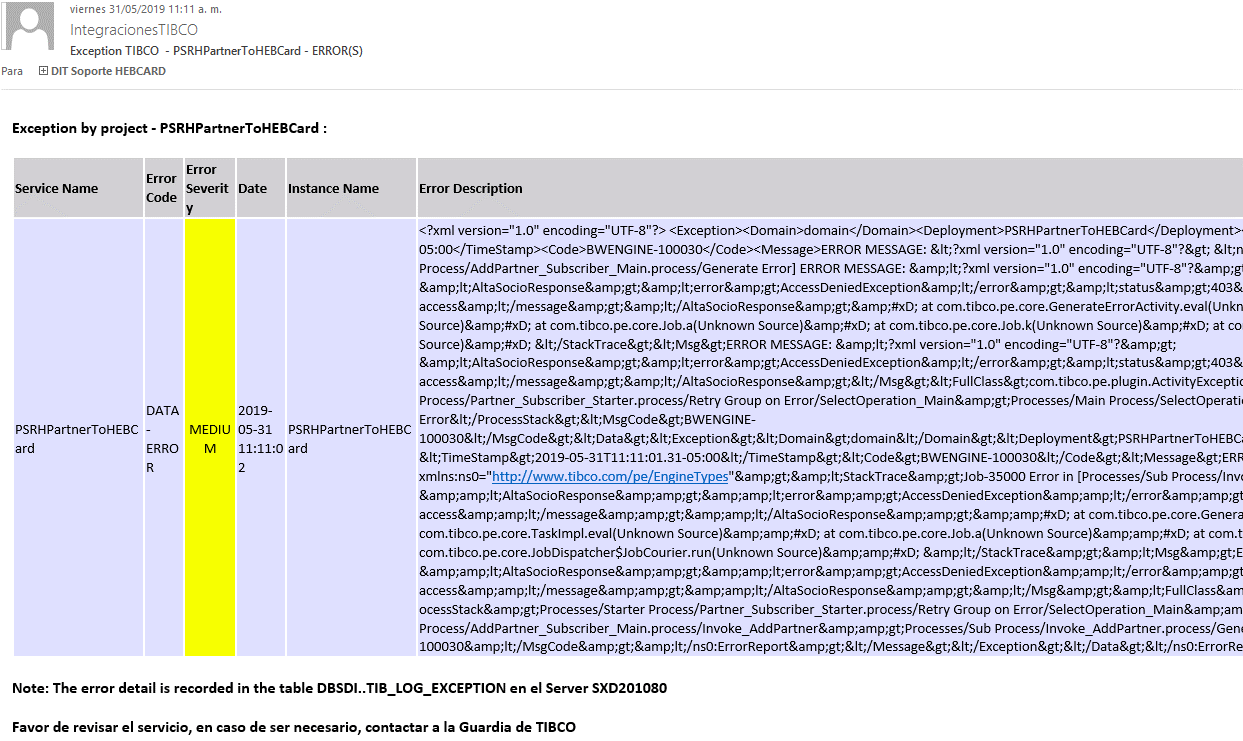 viernes 31/05/2019 11:11 a. m.
IntegracionesTIBCO
Exception TIBCO - PSRHPartnerToHEBCard - ERROR(S)
Para DIT Soporte HEBCARD
Exception by project - PSRHPartnerToHEBCard :
Service Name
Error
Code
Error
Severit
y
Date
Instance Name
Error Description
PSRHPartnerToHEBC
ard
DATA
-
ERRO
R
MEDIU
M
2019-
05-31
11:11:0
2
PSRHPartnerToHEBC
ard
<?xml version="1.0" encoding="UTF-8"?> <Exception><Domain>domain</Domain><Deployment>PSRHPartnerToHEBCard</Deployment><
05:00</TimeStamp><Code>BWENGINE-100030</Code><Message>ERROR MESSAGE: &lt;?xml version="1.0" encoding="UTF-8"?&gt; &lt;n
Process/AddPartner_Subscriber_Main.process/Generate Error] ERROR MESSAGE: &amp;lt;?xml version="1.0" encoding="UTF-8"?&amp;g
&amp;lt;AltaSocioResponse&amp;gt;&amp;lt;error&amp;gt;AccessDeniedException&amp;lt;/error&amp;gt;&amp;lt;status&amp;gt;403&
access&amp;lt;/message&amp;gt;&amp;lt;/AltaSocioResponse&amp;gt;&amp;#xD; at com.tibco.pe.core.GenerateErrorActivity.eval(Unkn
Source)&amp;#xD; at com.tibco.pe.core.Job.a(Unknown Source)&amp;#xD; at com.tibco.pe.core.Job.k(Unknown Source)&amp;#xD; at co
Source)&amp;#xD; &lt;/StackTrace&gt;&lt;Msg&gt;ERROR MESSAGE: &amp;lt;?xml version="1.0" encoding="UTF-8"?&amp;gt;
&amp;lt;AltaSocioResponse&amp;gt;&amp;lt;error&amp;gt;AccessDeniedException&amp;lt;/error&amp;gt;&amp;lt;status&amp;gt;403&
access&amp;lt;/message&amp;gt;&amp;lt;/AltaSocioResponse&amp;gt;&lt;/Msg&gt;&lt;FullClass&gt;com.tibco.pe.plugin.ActivityExceptio
Process/Partner_Subscriber_Starter.process/Retry Group on Error/SelectOperation_Main&amp;gt;Processes/Main Process/SelectOperati
Error&lt;/ProcessStack&gt;&lt;MsgCode&gt;BWENGINE-
100030&lt;/MsgCode&gt;&lt;Data&gt;&lt;Exception&gt;&lt;Domain&gt;domain&lt;/Domain&gt;&lt;Deployment&gt;PSRHPartnerToHEBCa
&lt;TimeStamp&gt;2019-05-31T11:11:01.31-05:00&lt;/TimeStamp&gt;&lt;Code&gt;BWENGINE-100030&lt;/Code&gt;&lt;Message&gt;ERR
xmlns:ns0="http://www.tibco.com/pe/EngineTypes"&amp;gt;&amp;lt;StackTrace&amp;gt;Job-35000 Error in [Processes/Sub Process/Invo
&amp;amp;lt;AltaSocioResponse&amp;amp;gt;&amp;amp;lt;error&amp;amp;gt;AccessDeniedException&amp;amp;lt;/error&amp;amp;gt;
access&amp;amp;lt;/message&amp;amp;gt;&amp;amp;lt;/AltaSocioResponse&amp;amp;gt;&amp;amp;#xD; at com.tibco.pe.core.Genera
com.tibco.pe.core.TaskImpl.eval(Unknown Source)&amp;amp;#xD; at com.tibco.pe.core.Job.a(Unknown Source)&amp;amp;#xD; at com.t
com.tibco.pe.core.JobDispatcher$JobCourier.run(Unknown Source)&amp;amp;#xD; &amp;lt;/StackTrace&amp;gt;&amp;lt;Msg&amp;gt;E
&amp;amp;lt;AltaSocioResponse&amp;amp;gt;&amp;amp;lt;error&amp;amp;gt;AccessDeniedException&amp;amp;lt;/error&amp;amp;gt;
access&amp;amp;lt;/message&amp;amp;gt;&amp;amp;lt;/AltaSocioResponse&amp;amp;gt;&amp;lt;/Msg&amp;gt;&amp;lt;FullClass&am
ocessStack&amp;gt;Processes/Starter Process/Partner_Subscriber_Starter.process/Retry Group on Error/SelectOperation_Main&amp;am
Process/AddPartner_Subscriber_Main.process/Invoke_AddPartner&amp;amp;gt;Processes/Sub Process/Invoke_AddPartner.process/Gene
100030&amp;lt;/MsgCode&amp;gt;&amp;lt;/ns0:ErrorReport&amp;gt;&lt;/Message&gt;&lt;/Exception&gt;&lt;/Data&gt;&lt;/ns0:ErrorRe
Note: The error detail is recorded in the table DBSDI..TIB_LOG_EXCEPTION en el Server SXD201080
Favor de revisar el servicio, en caso de ser necesario, contactar a la Guardia de TIBCO